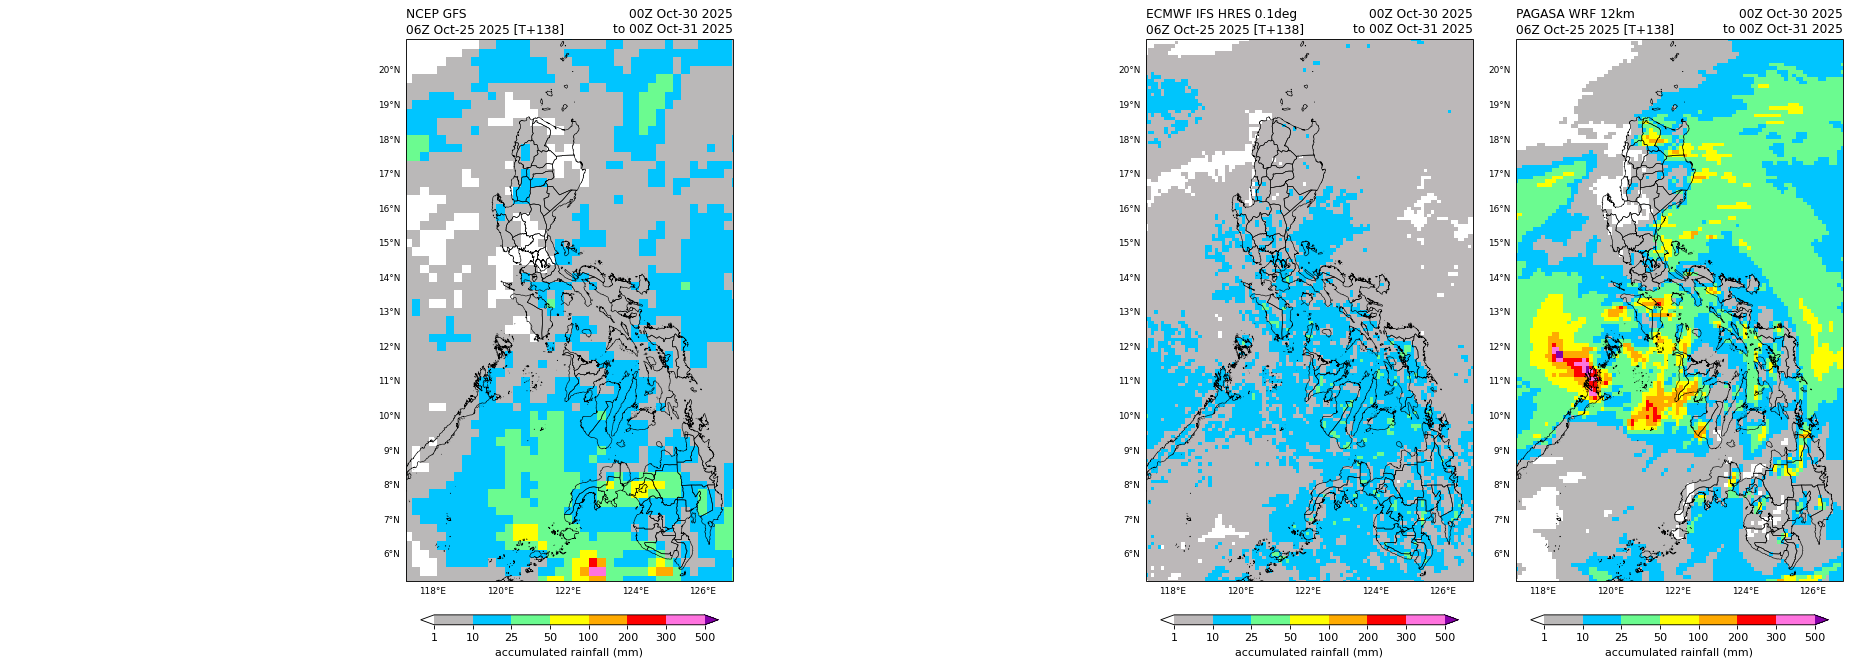 NCEP GFS 00Z Oct-30 2025
06Z Oct-25 2025 [T+138] to 00Z Oct-31 2025
20°N
19°N
18°N
17°N
16°N
15°N
14°N
13°N
12°N
11°N
10°N
9°N
8°N
7°N
6°N
118°E 120°E 122°E 124°E 126°E
1 10 25 50 100 200 300 500
accumulated rainfall (mm)
ECMWF IFS HRES 0.1deg 00Z Oct-30 2025
06Z Oct-25 2025 [T+138] to 00Z Oct-31 2025
20°N
19°N
18°N
17°N
16°N
15°N
14°N
13°N
12°N
11°N
10°N
9°N
8°N
7°N
6°N
118°E 120°E 122°E 124°E 126°E
1 10 25 50 100 200 300 500
accumulated rainfall (mm)
PAGASA WRF 12km 00Z Oct-30 2025
06Z Oct-25 2025 [T+138] to 00Z Oct-31 2025
20°N
19°N
18°N
17°N
16°N
15°N
14°N
13°N
12°N
11°N
10°N
9°N
8°N
7°N
6°N
118°E 120°E 122°E 124°E 126°E
1 10 25 50 100 200 300 500
accumulated rainfall (mm)